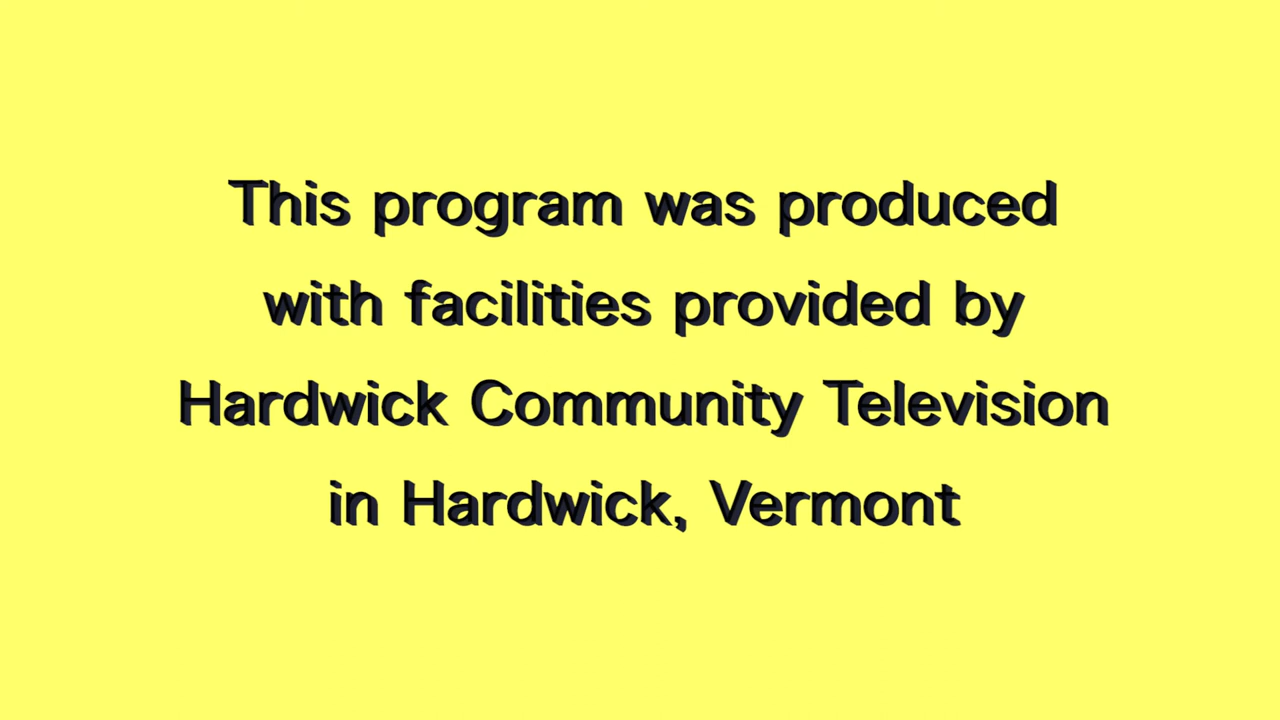 This program was produced
with facilities provided by
Hardwick Community Television
in Hardwick, Vermont